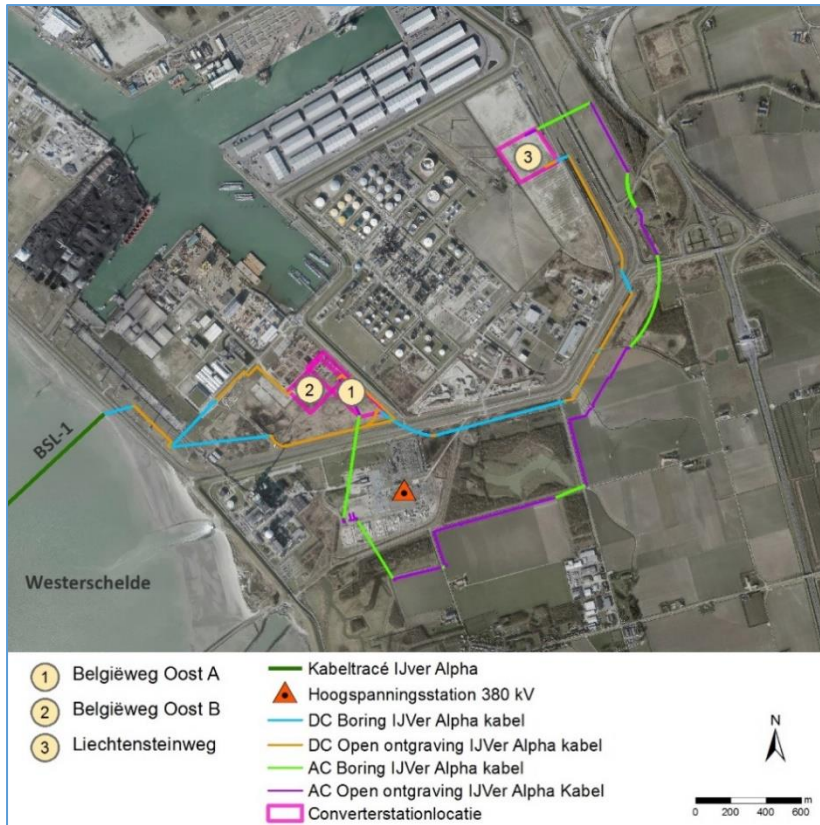 3
2
1
BSL-1
Westerschelde
1 Belgiëweg Oost A
2 Belgiëweg Oost B
3 Liechtensteinweg
Kabeltracé IJver Alpha
Hoogspanningsstation 380 kV
DC Boring IJVer Alpha kabel
DC Open ontgraving IJVer Alpha kabel
AC Boring IJVer Alpha kabel
AC Open ontgraving IJVer Alpha Kabel
Converterstationlocatie
N
0 200 400 600 m